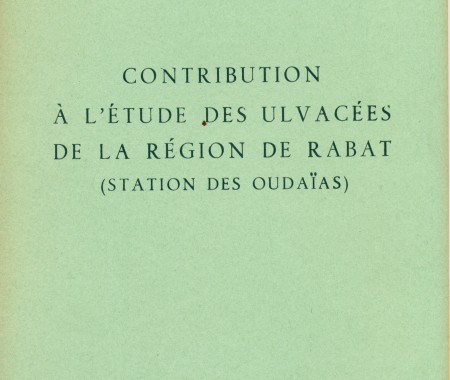 CONTRIBUTION
À L'ÉTUDE DES ULVACÉES
DE LA RÉGION DE RABAT
(STATION DES OUDAÏAS)